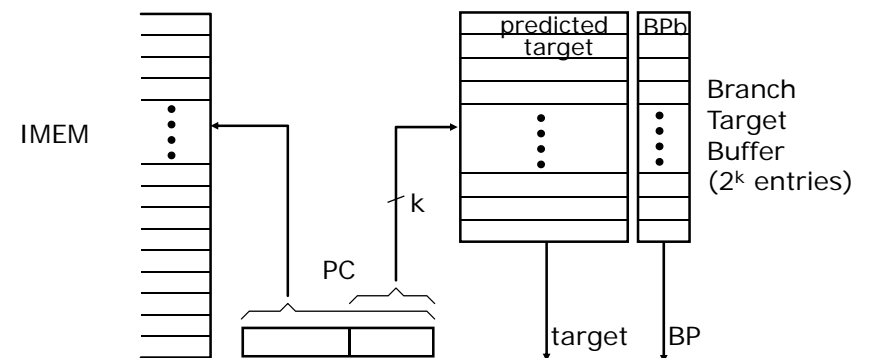 predicted
target
BPb
IMEM
Branch
Target
Buffer
(2ᵏ entries)
k
PC
target
BP